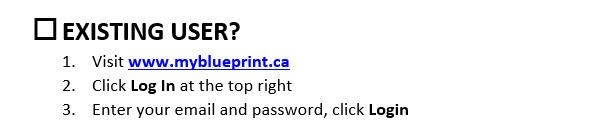 ☐ EXISTING USER?
1. Visit www.myblueprint.ca
2. Click Log In at the top right
3. Enter your email and password, click Login